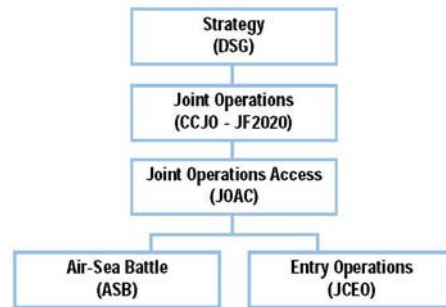 Strategy
(DSG)
Joint Operations
(CCJO - JF2020)
Joint Operations Access
(JOAC)
Air-Sea Battle
(ASB)
Entry Operations
(JCEO)